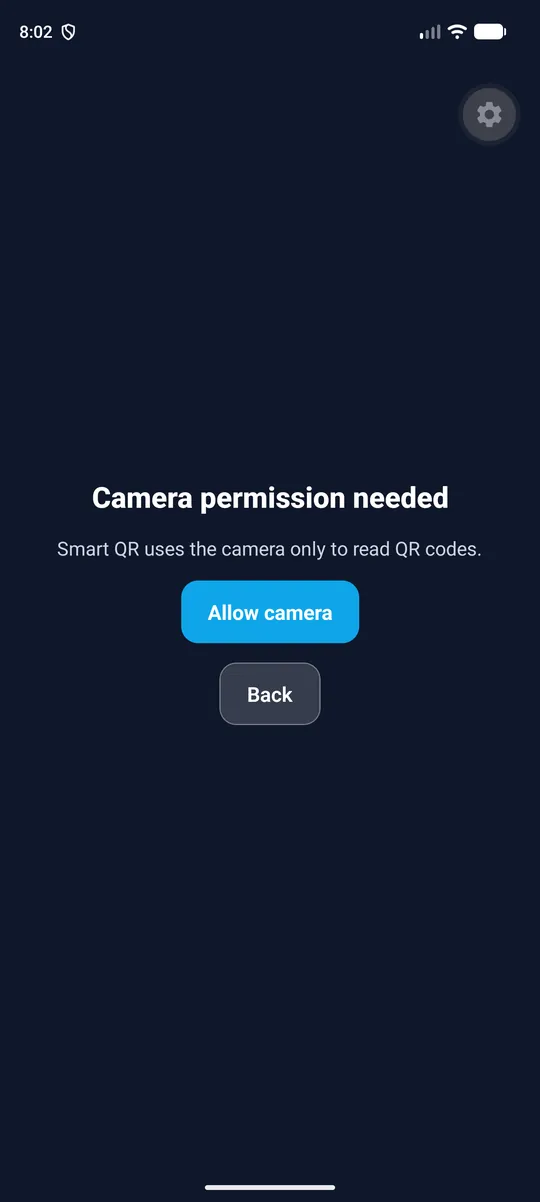 8:02
Camera permission needed
Smart QR uses the camera only to read QR codes.
Allow camera
Back